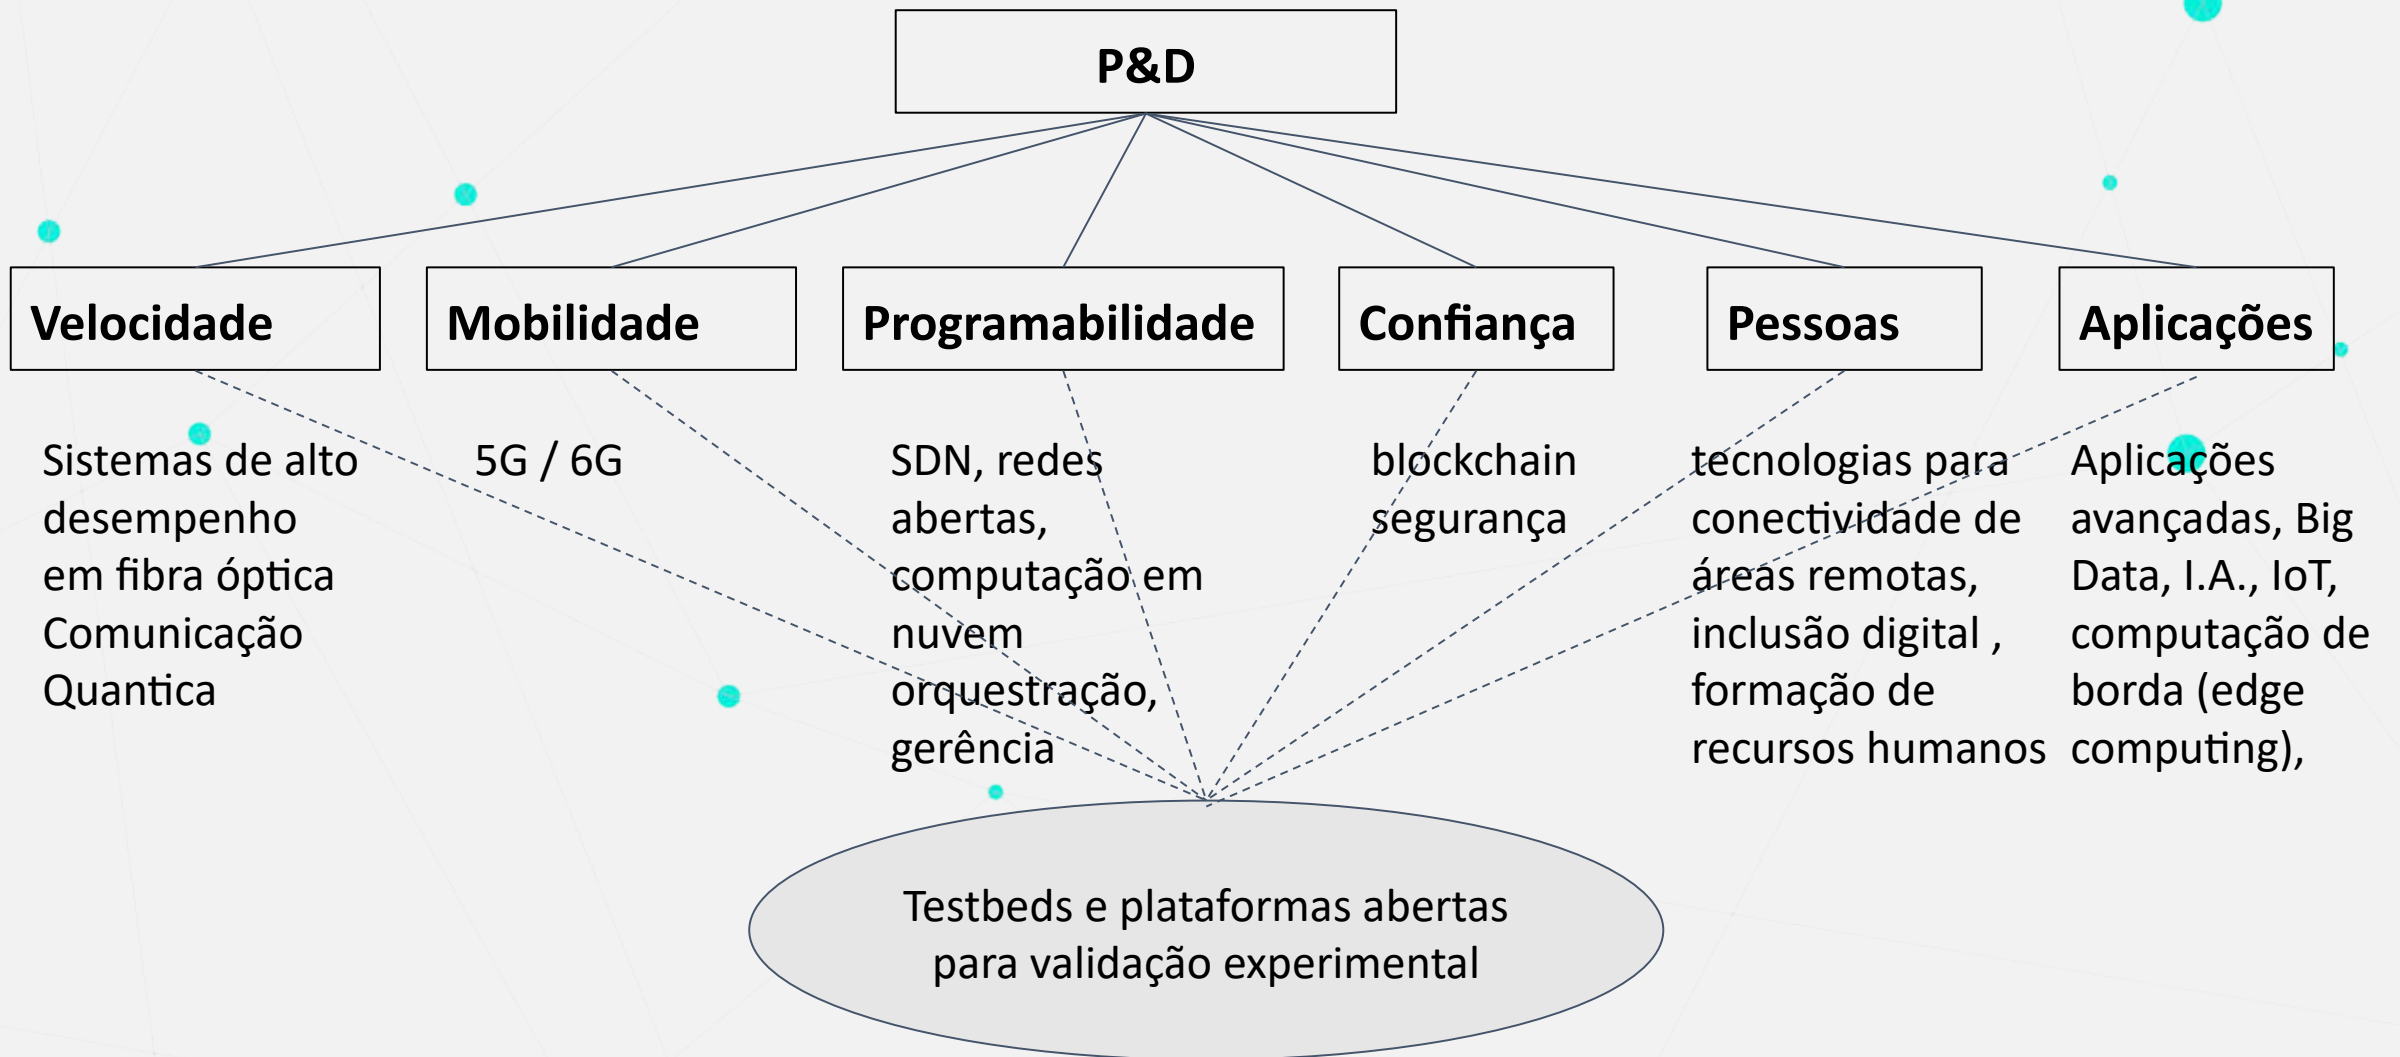 P&D
Velocidade
Mobilidade
Programabilidade
Confiança
Pessoas
Aplicações
Sistemas de alto
desempenho
em fibra óptica
Comunicação
Quantica
5G / 6G
SDN, redes
abertas,
computação em
nuvem
orquestração,
gerência
blockchain
segurança
tecnologias para
conectividade de
áreas remotas,
inclusão digital ,
formação de
recursos humanos
Aplicações
avançadas, Big
Data, I.A., IoT,
computação de
borda (edge
computing),
Testbeds e plataformas abertas
para validação experimental